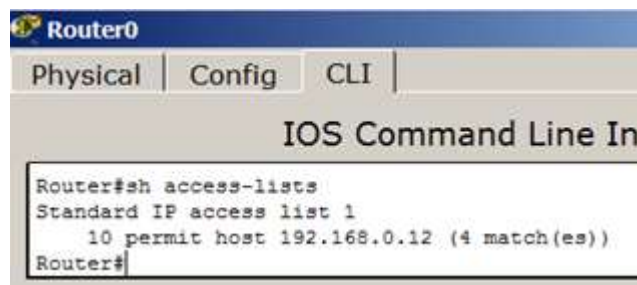 Router0
Physical Config CLI
IOS Command Line In
Router#sh access-lists
Standard IP access list 1
10 permit host 192.168.0.12 (4 match(es))
Router#